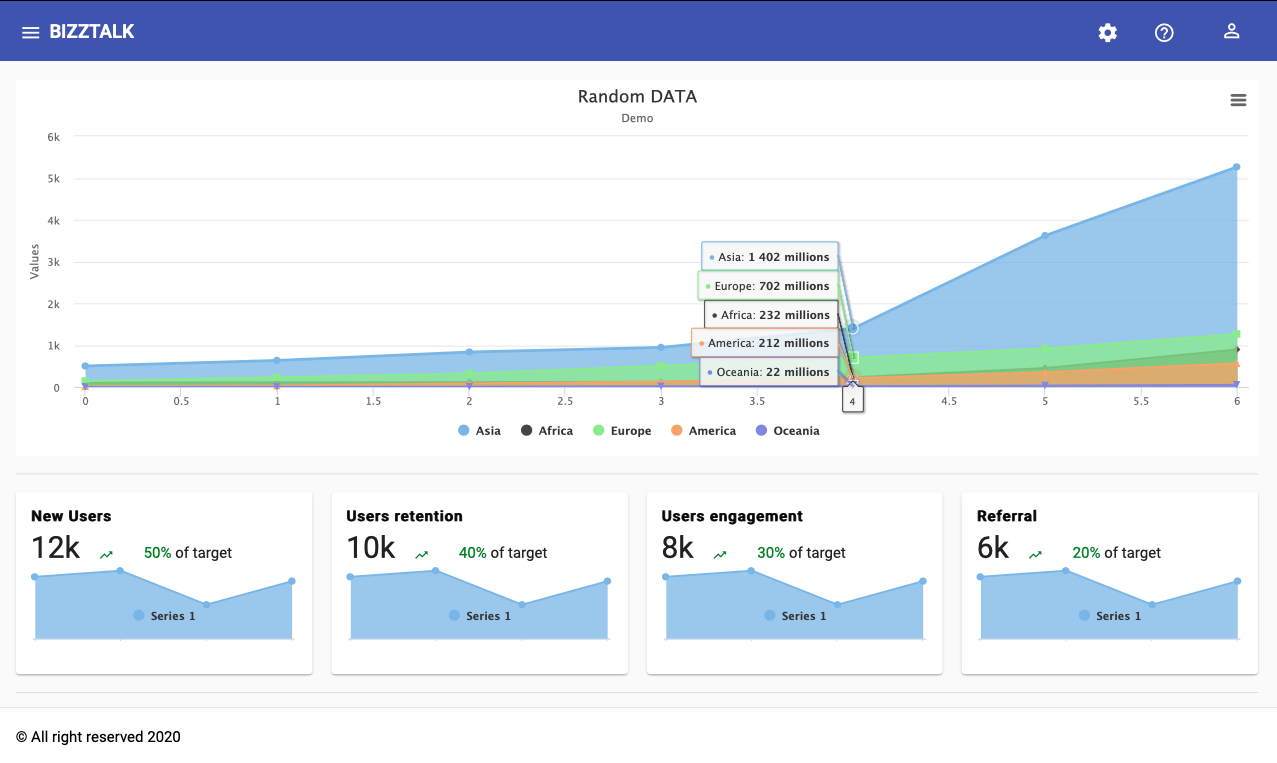 BIZZTALK
Random DATA
Demo
Values
6k
5k
4k
3k
2k
1k
0
Asia: 1 402 millions
Europe: 702 millions
Africa: 232 millions
America: 212 millions
Oceania: 22 millions
0 0.5 1 1.5 2 2.5 3 3.5 4 4.5 5 5.5 6
Asia Africa Europe America Oceania
New Users
12k 50% of target
Series 1
Users retention
10k 40% of target
Series 1
Users engagement
8k 30% of target
Series 1
Referral
6k 20% of target
Series 1
© All right reserved 2020